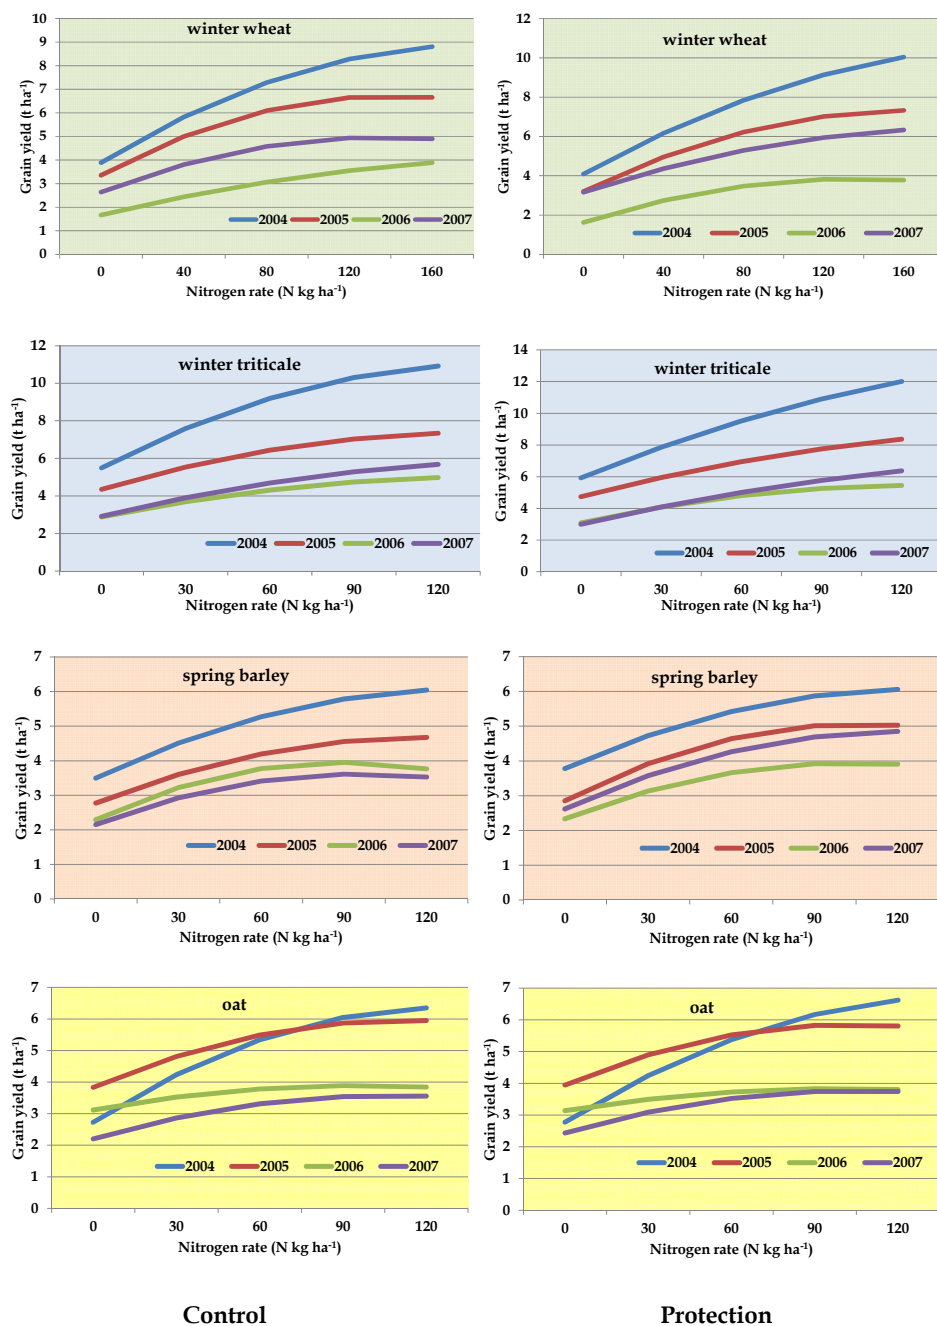 winter wheat
Grain yield (t ha-1)
10
9
8
7
6
5
4
3
2
1
0
2004 2005 2006 2007
0 40 80 120 160
Nitrogen rate (N kg ha-1)
winter wheat
Grain yield (t ha-1)
12
10
8
6
4
2
0
2004 2005 2006 2007
0 40 80 120 160
Nitrogen rate (N kg ha-1)
winter triticale
Grain yield (t ha-1)
12
10
8
6
4
2
0
2004 2005 2006 2007
0 30 60 90 120
Nitrogen rate (N kg ha-1)
winter triticale
Grain yield (t ha-1)
14
12
10
8
6
4
2
0
2004 2005 2006 2007
0 30 60 90 120
Nitrogen rate (N kg ha-1)
spring barley
Grain yield (t ha-1)
7
6
5
4
3
2
1
0
2004 2005 2006 2007
0 30 60 90 120
Nitrogen rate (N kg ha-1)
spring barley
Grain yield (t ha-1)
7
6
5
4
3
2
1
0
2004 2005 2006 2007
0 30 60 90 120
Nitrogen rate (N kg ha-1)
oat
Grain yield (t ha-1)
7
6
5
4
3
2
1
0
2004 2005 2006 2007
0 30 60 90 120
Nitrogen rate (N kg ha-1)
oat
Grain yield (t ha-1)
7
6
5
4
3
2
1
0
2004 2005 2006 2007
0 30 60 90 120
Nitrogen rate (N kg ha-1)
Control
Protection